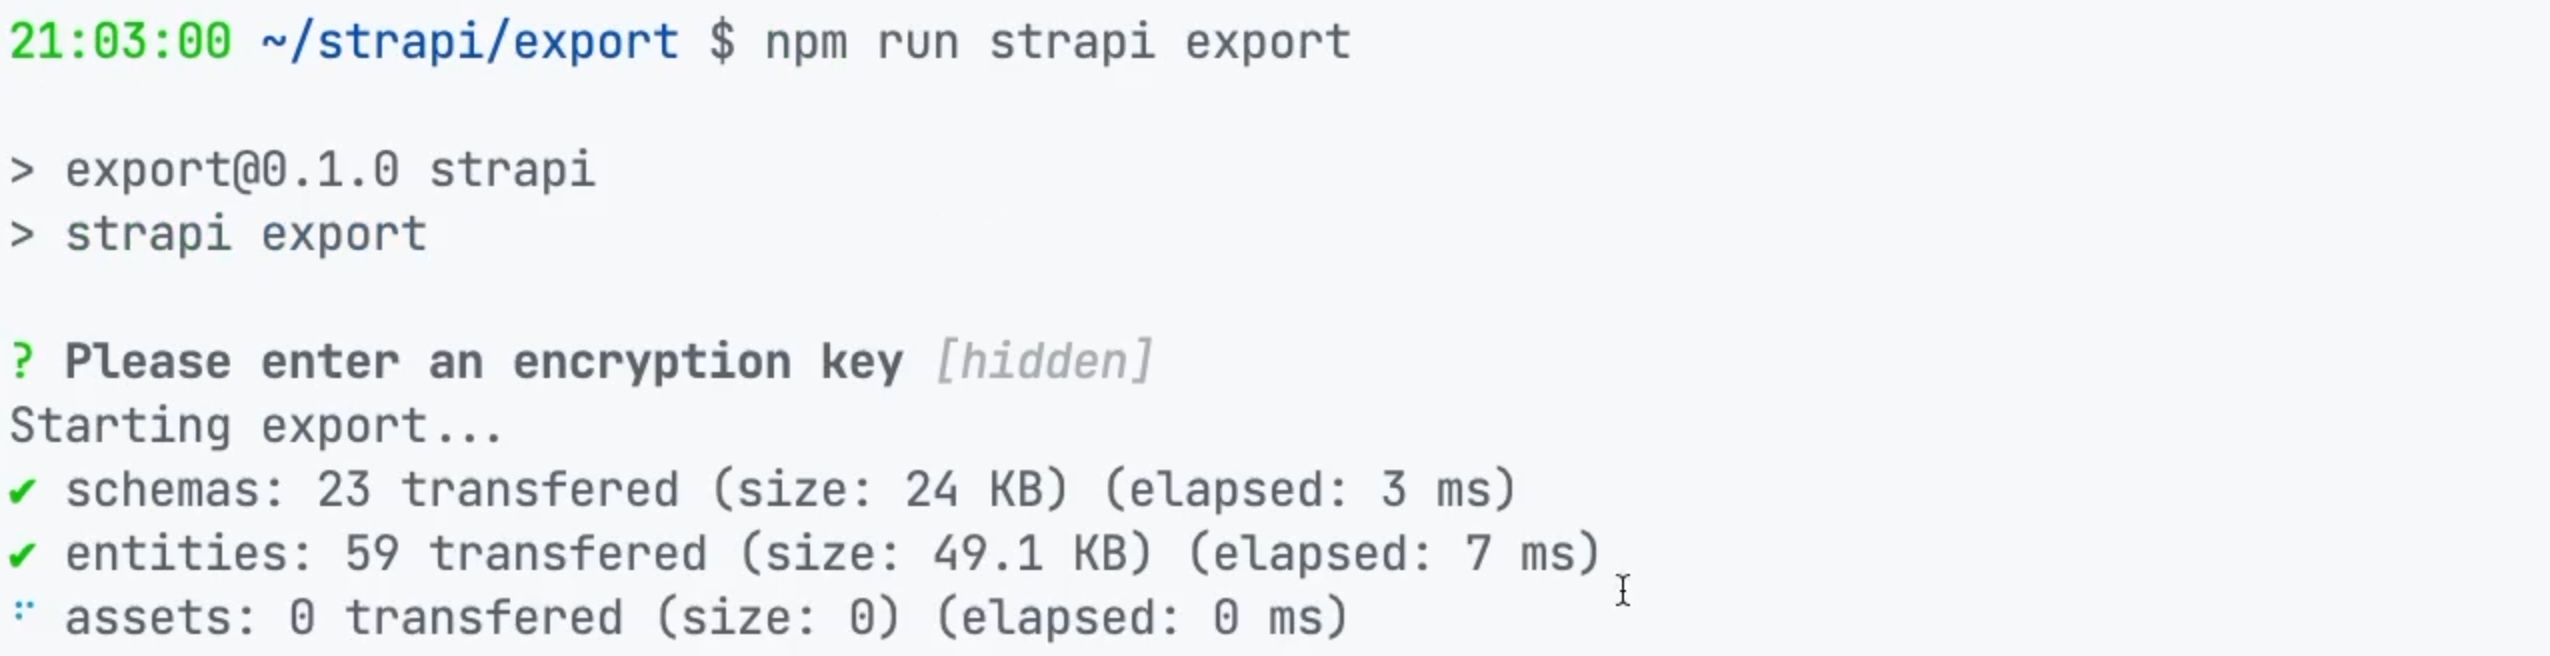 21:03:00 ~/strapi/export $ npm run strapi export
> export@0.1.0 strapi
> strapi export
? Please enter an encryption key [hidden]
Starting export...
✔ schemas: 23 transfered (size: 24 KB) (elapsed: 3 ms)
✔ entities: 59 transfered (size: 49.1 KB) (elapsed: 7 ms)
⠋ assets: 0 transfered (size: 0) (elapsed: 0 ms)